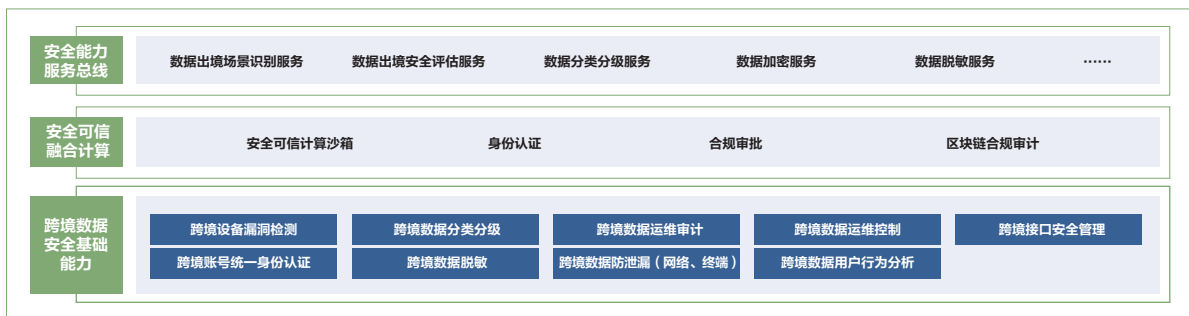 安全能力
服务总线
数据出境场景识别服务 数据出境安全评估服务 数据分类分级服务 数据加密服务 数据脱敏服务 ……
安全可信
融合计算
安全可信计算沙箱 身份认证 合规审批 区块链合规审计
跨境数据
安全基础
能力
跨境设备漏洞检测 跨境数据分类分级 跨境数据运维审计 跨境数据运维控制 跨境接口安全管理
跨境账号统一身份认证 跨境数据脱敏 跨境数据防泄漏（网络、终端） 跨境数据用户行为分析